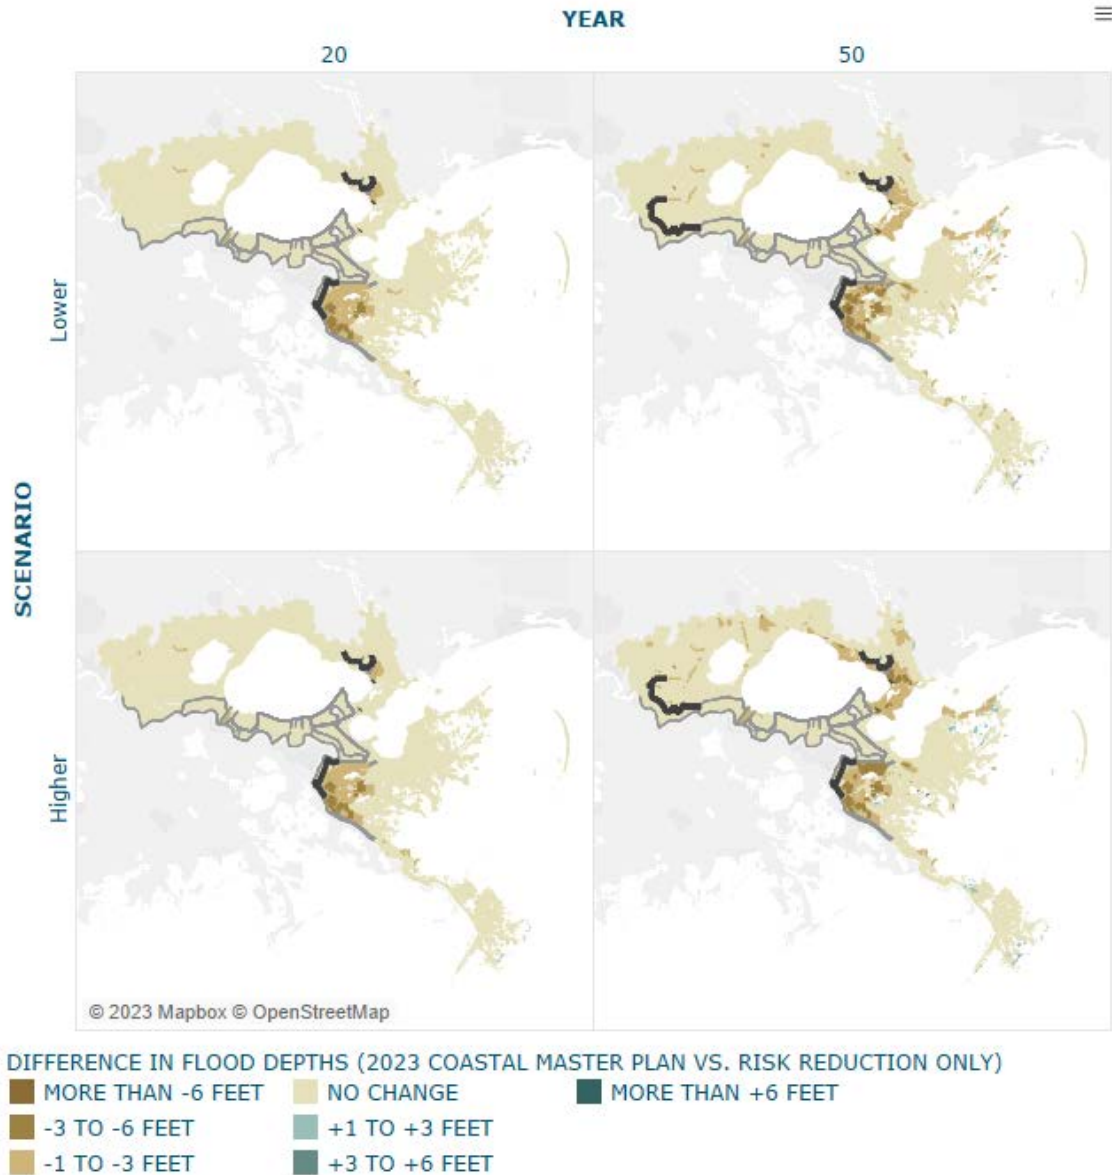 YEAR
20 50
Lower
SCENARIO
Higher
© 2023 Mapbox © OpenStreetMap
DIFFERENCE IN FLOOD DEPTHS (2023 COASTAL MASTER PLAN VS. RISK REDUCTION ONLY)
MORE THAN -6 FEET NO CHANGE MORE THAN +6 FEET
-3 TO -6 FEET +1 TO +3 FEET
-1 TO -3 FEET +3 TO +6 FEET